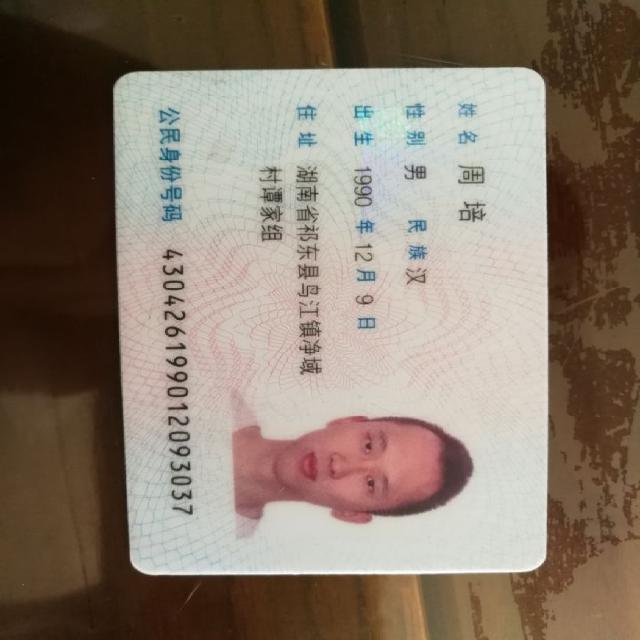 姓名 周培
性别 男 民族 汉
出生 1990 年 12 月 9 日
住址 湖南省祁东县乌江镇净域
村谭家组
公民身份号码 430426199012093037